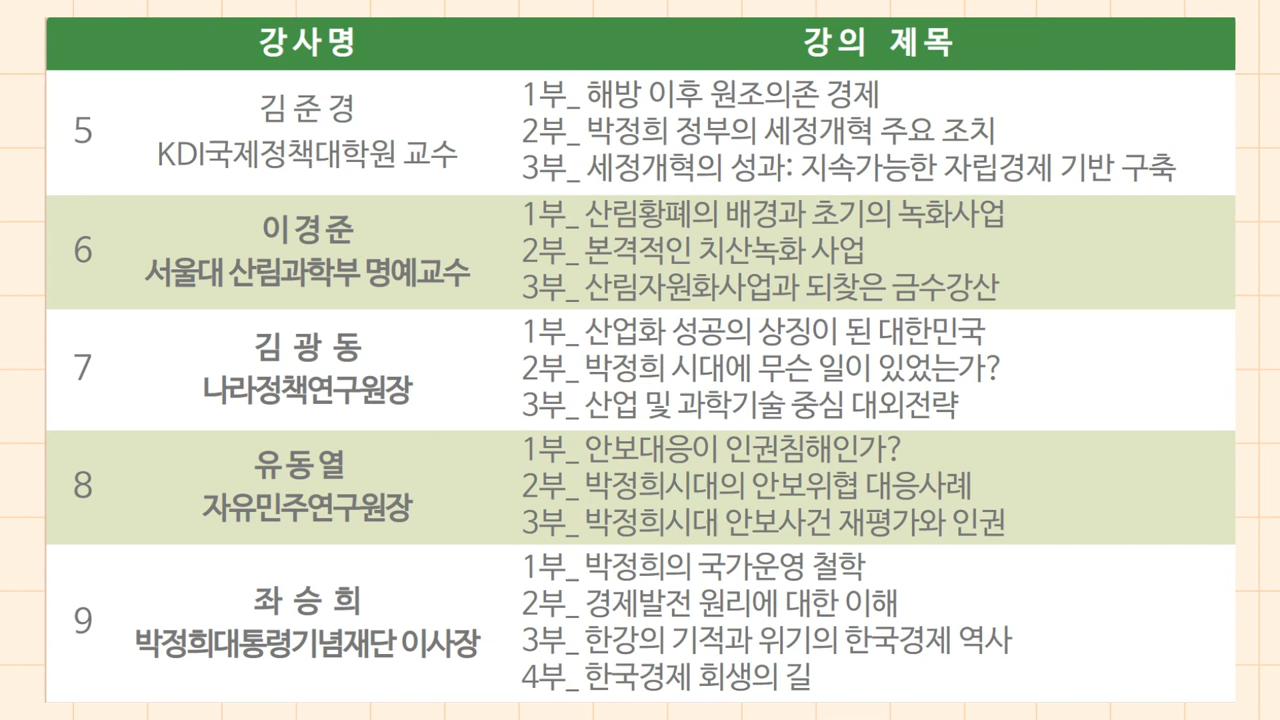 강사명 강의 제목
5
김준경
KDI국제정책대학원 교수
1부_ 해방 이후 원조의존 경제
2부_ 박정희 정부의 세정개혁 주요 조치
3부_ 세정개혁의 성과: 지속가능한 자립경제 기반 구축
6
이경준
서울대 산림과학부 명예교수
1부_ 산림황폐의 배경과 초기의 녹화사업
2부_ 본격적인 치산녹화 사업
3부_ 산림자원화사업과 되찾은 금수강산
7
김 광 동
나라정책연구원장
1부_ 산업화 성공의 상징이 된 대한민국
2부_ 박정희 시대에 무슨 일이 있었는가?
3부_ 산업 및 과학기술 중심 대외전략
8
유동열
자유민주연구원장
1부_ 안보대응이 인권침해인가?
2부_ 박정희시대의 안보위협 대응사례
3부_ 박정희시대 안보사건 재평가와 인권
9
좌 승 희
박정희대통령기념재단 이사장
1부_ 박정희의 국가운영 철학
2부_ 경제발전 원리에 대한 이해
3부_ 한강의 기적과 위기의 한국경제 역사
4부_ 한국경제 회생의 길